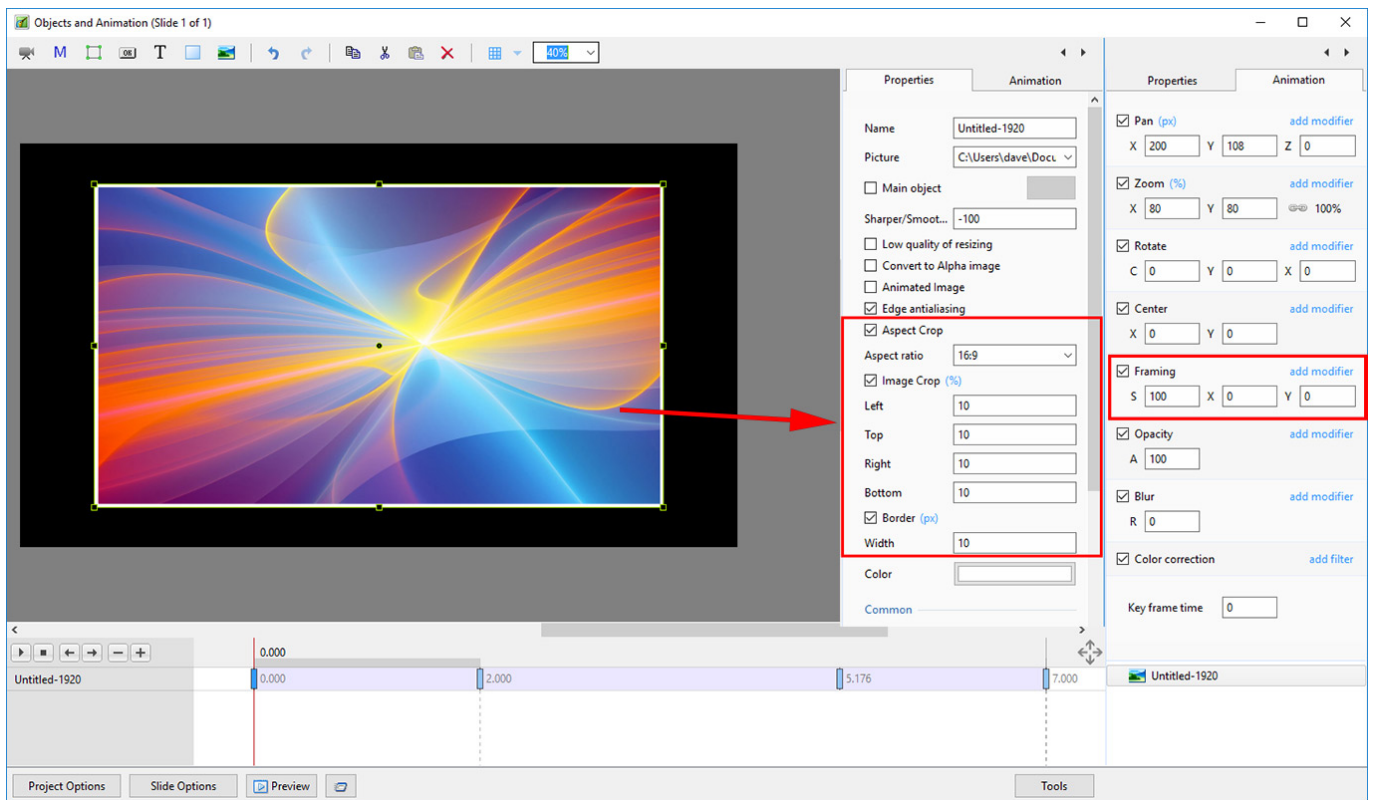 Objects and Animation (Slide 1 of 1)
M OK T 40%
Properties Animation
Name Untitled-1920
Picture C:\Users\dave\Docu
Main object
Sharper/Smoot... -100
Low quality of resizing
Convert to Alpha image
Animated Image
Edge antialiasing
Aspect Crop
Aspect ratio 16:9
Image Crop (%)
Left 10
Top 10
Right 10
Bottom 10
Border (px)
Width 10
Color
Common
Properties Animation
Pan (px) add modifier
X 200 Y 108 Z 0
Zoom (%) add modifier
X 80 Y 80 100%
Rotate add modifier
C 0 Y 0 X 0
Center add modifier
X 0 Y 0
Framing add modifier
S 100 X 0 Y 0
Opacity add modifier
A 100
Blur add modifier
R 0
Color correction add filter
Key frame time 0
Untitled-1920
0.000
Untitled-1920 0.000 2.000 5.176 7.000
Project Options Slide Options Preview Tools